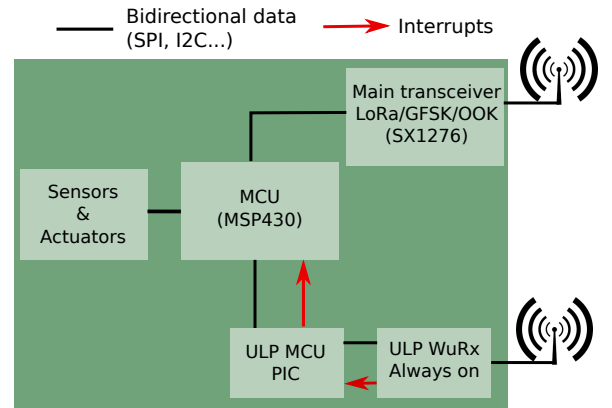 Bidirectional data
(SPI, I2C...)
Interrupts
Main transceiver
LoRa/GFSK/OOK
(SX1276)
Sensors
&
Actuators
MCU
(MSP430)
ULP MCU
PIC
ULP WuRx
Always on